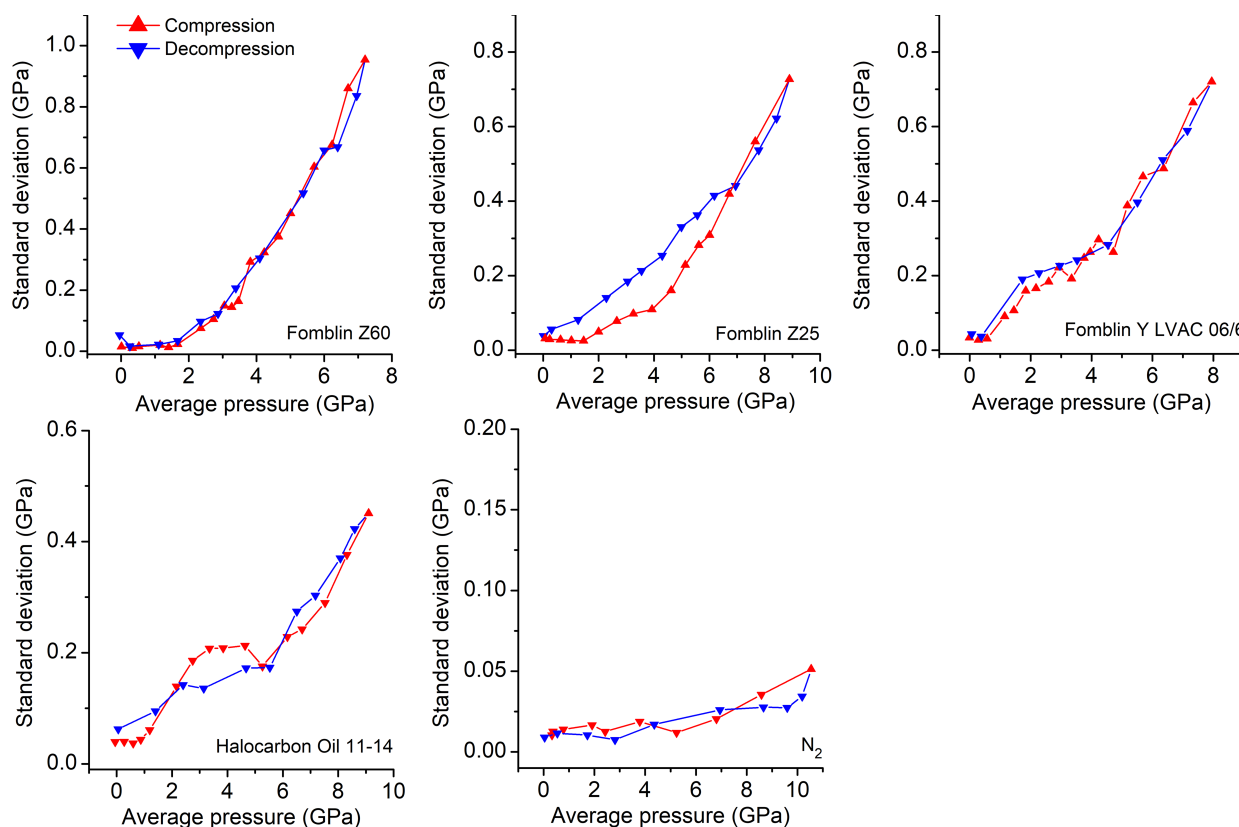 Compression
Decompression
1.0
0.8
0.6
0.4
0.2
0.0
Standard deviation (GPa)
0 2 4 6 8
Average pressure (GPa)
Fomblin Z60
0.8
0.6
0.4
0.2
0.0
Standard deviation (GPa)
0 2 4 6 8 10
Average pressure (GPa)
Fomblin Z25
0.8
0.6
0.4
0.2
0.0
Standard deviation (GPa)
0 2 4 6 8
Average pressure (GPa)
Fomblin Y LVAC 06/6
0.6
0.4
0.2
0.0
Standard deviation (GPa)
0 2 4 6 8 10
Average pressure (GPa)
Halocarbon Oil 11-14
0.20
0.15
0.10
0.05
0.00
Standard deviation (GPa)
0 2 4 6 8 10
Average pressure (GPa)
N2